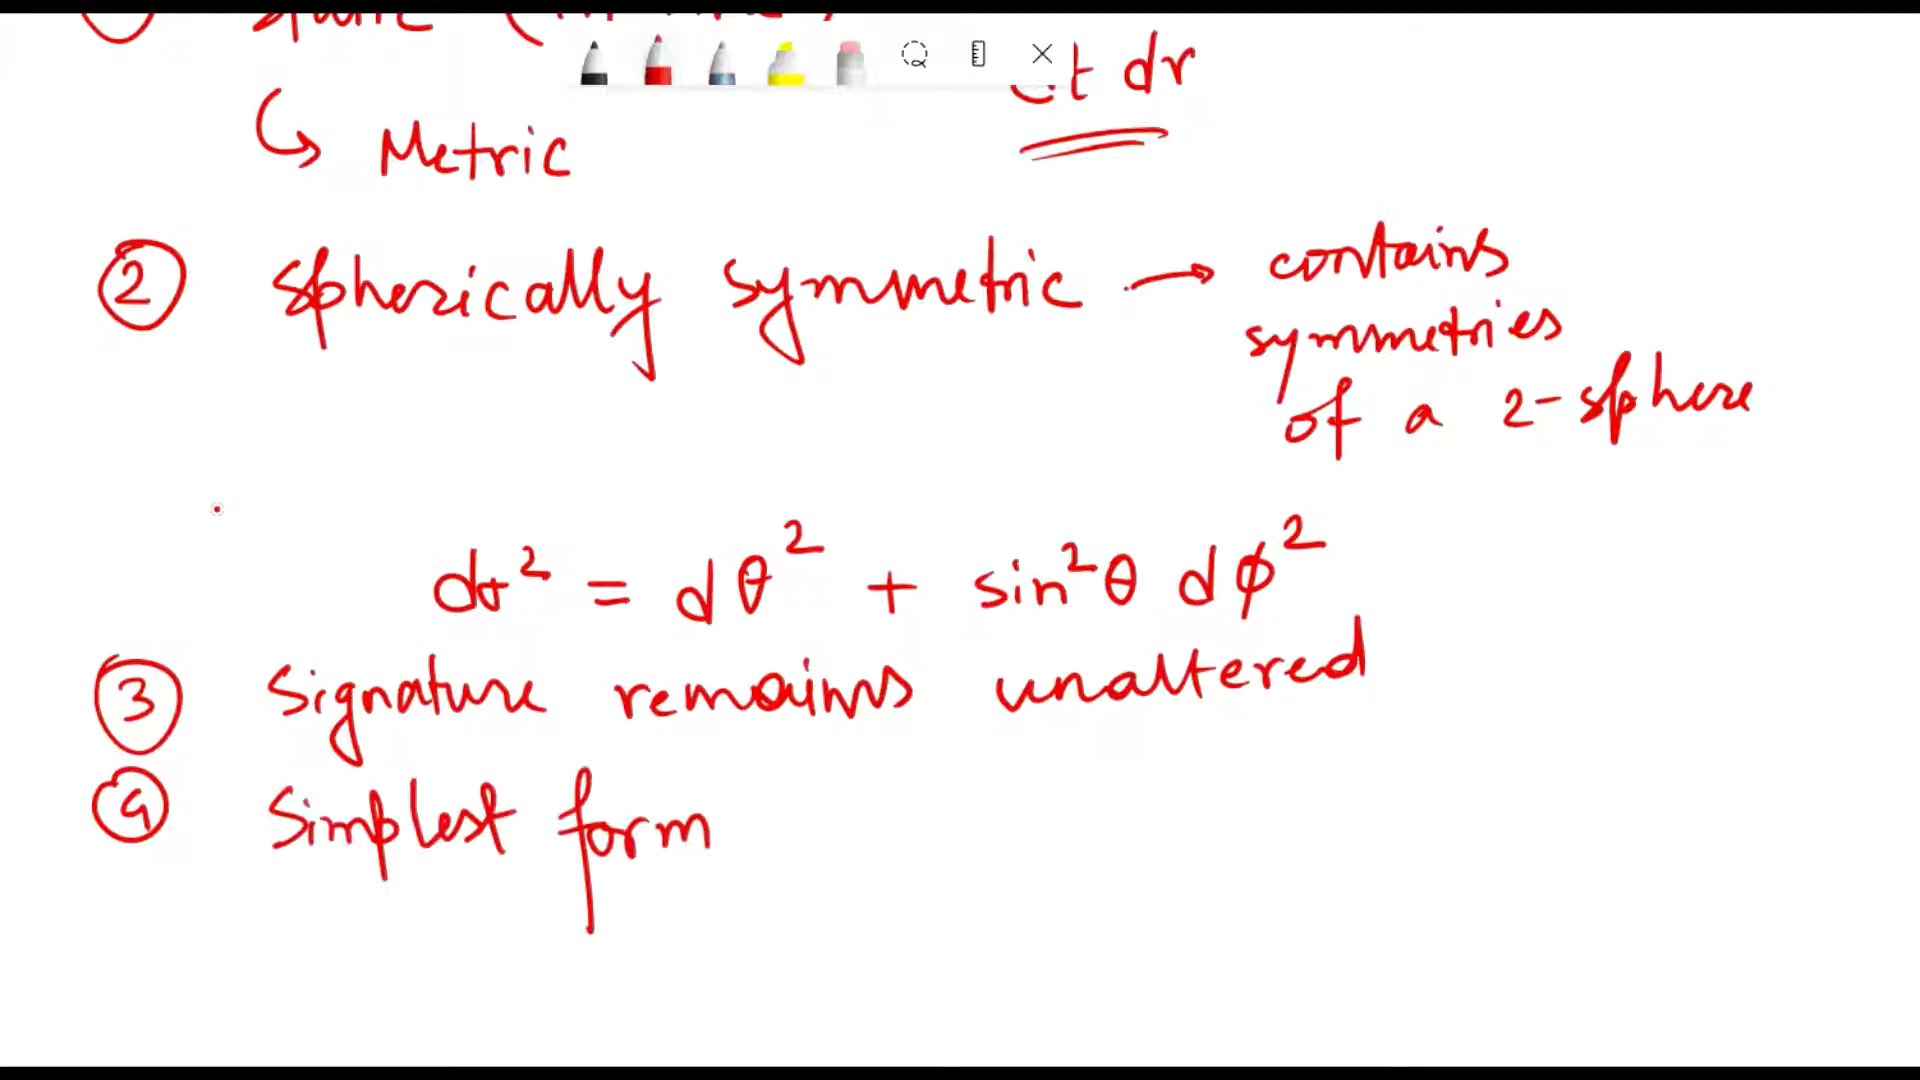 t dr
↳ Metric
② Spherically symmetric → contains
symmetries
of a 2-sphere
dσ² = dθ² + sin²θ dϕ²
③ Signature remains unaltered
④ Simplest form